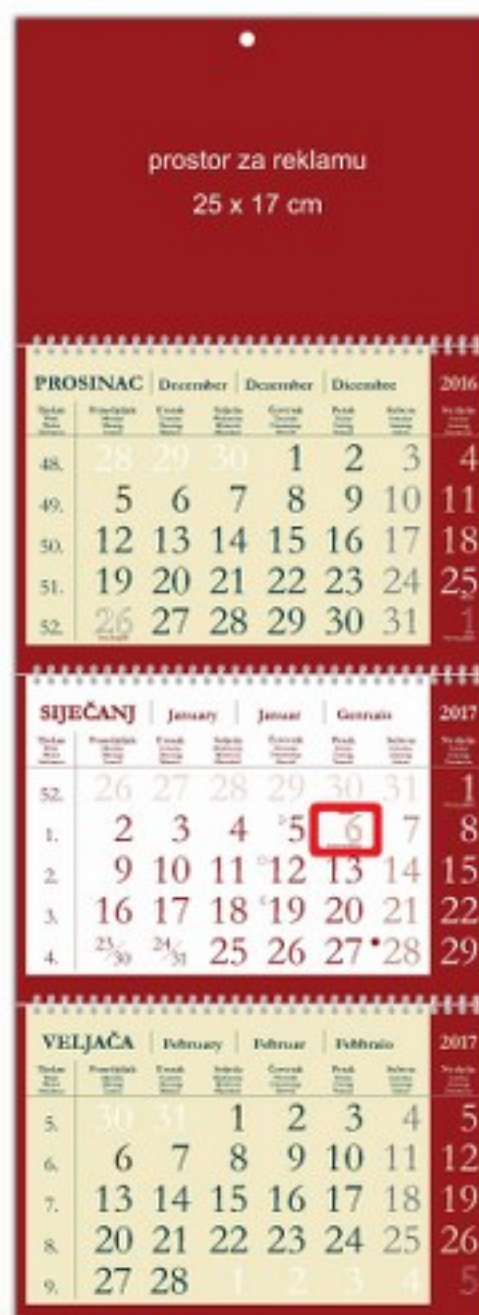 prostor za reklamu
25 x 17 cm
PROSINAC December Dezember Dicembre 2016
48. 28 29 30 1 2 3 4
49. 5 6 7 8 9 10 11
50. 12 13 14 15 16 17 18
51. 19 20 21 22 23 24 25
52. 26 27 28 29 30 31 1
SIJEČANJ January Januar Gennaio 2017
52. 26 27 28 29 30 31 1
1. 2 3 4 5 6 7 8
2. 9 10 11 12 13 14 15
3. 16 17 18 19 20 21 22
4. 23/30 24/31 25 26 27 28 29
VELJAČA February Februar Febbraio 2017
5. 30 31 1 2 3 4 5
6. 6 7 8 9 10 11 12
7. 13 14 15 16 17 18 19
8. 20 21 22 23 24 25 26
9. 27 28 1 2 3 4 5